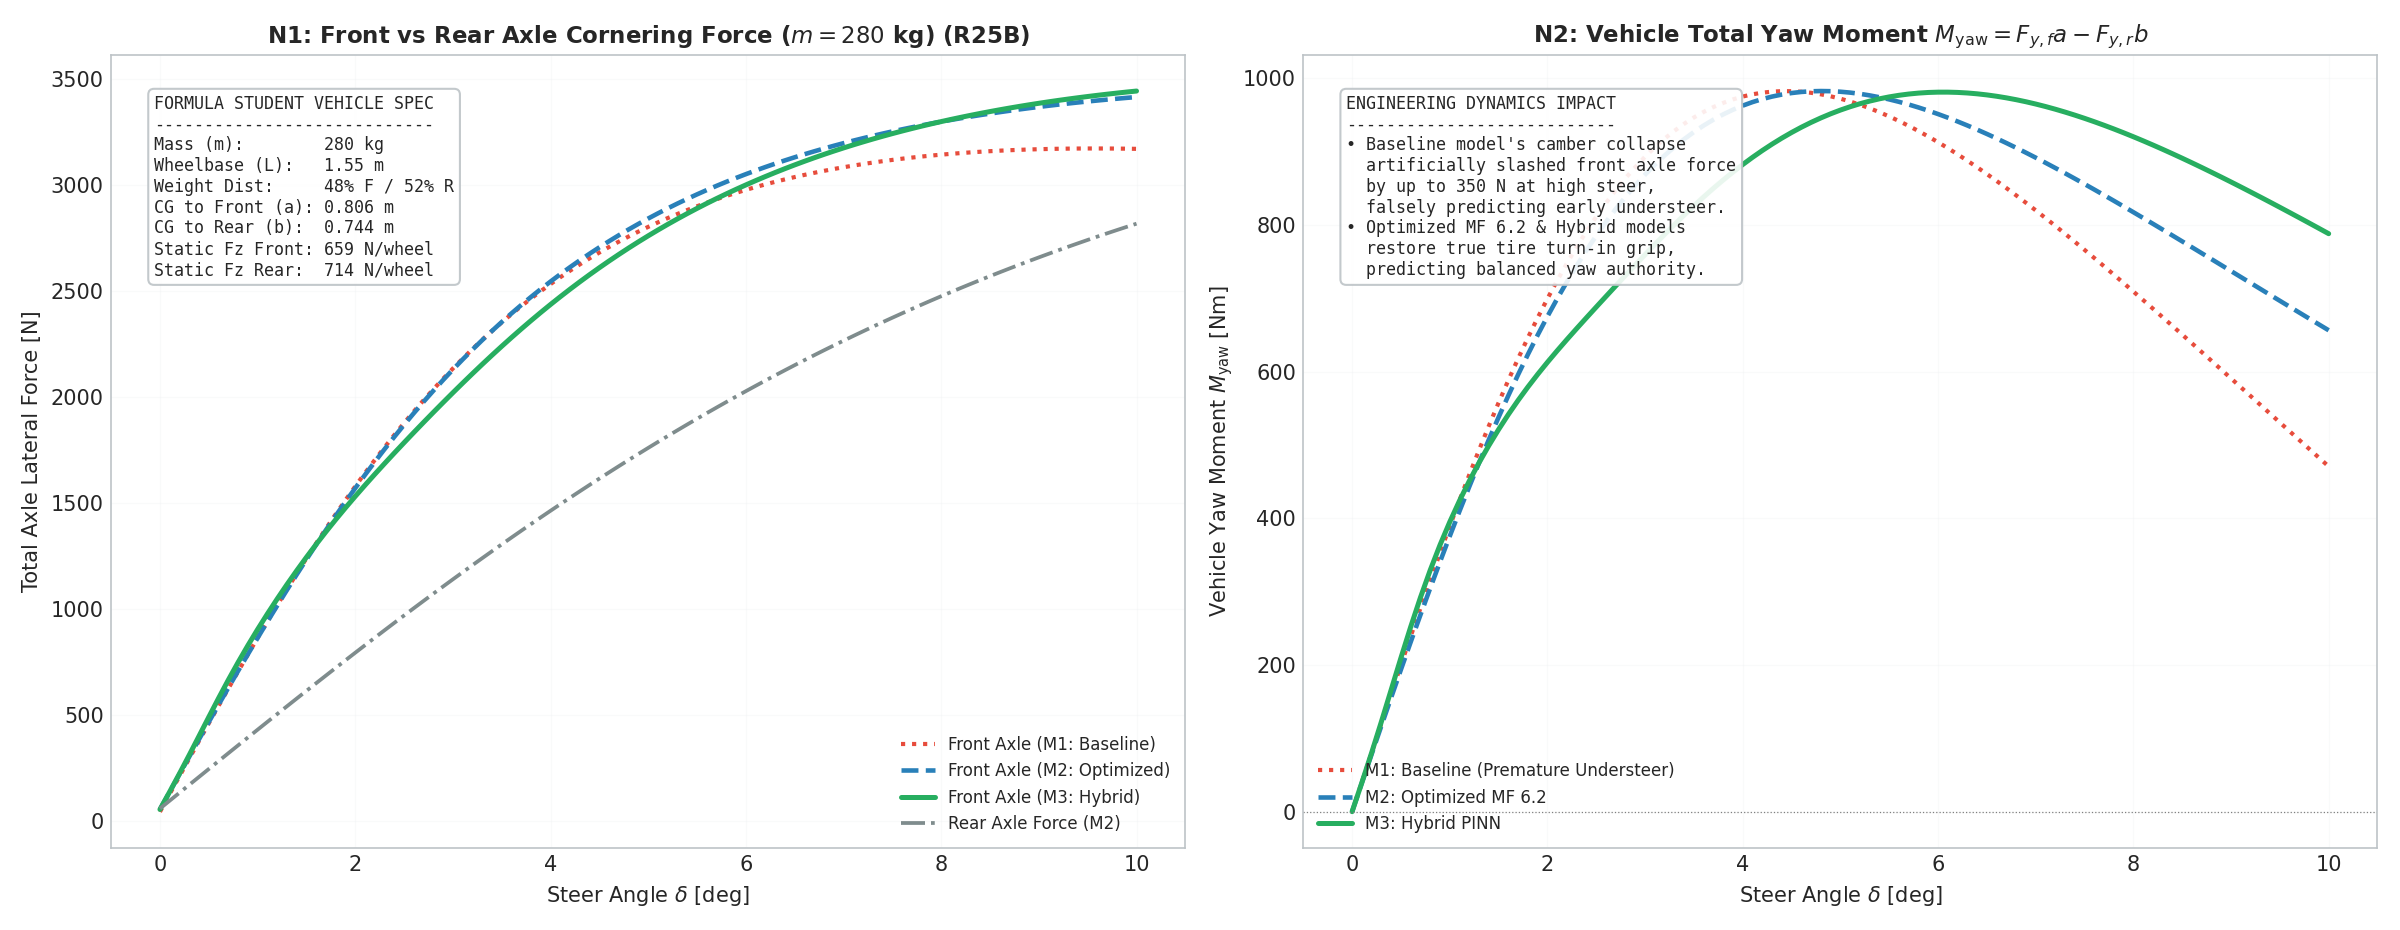 N1: Front vs Rear Axle Cornering Force (m = 280 kg) (R25B)
3500
3000
2500
2000
1500
1000
500
0
Total Axle Lateral Force [N]
FORMULA STUDENT VEHICLE SPEC
----------------------------
Mass (m): 280 kg
Wheelbase (L): 1.55 m
Weight Dist: 48% F / 52% R
CG to Front (a): 0.806 m
CG to Rear (b): 0.744 m
Static Fz Front: 659 N/wheel
Static Fz Rear: 714 N/wheel
Front Axle (M1: Baseline)
Front Axle (M2: Optimized)
Front Axle (M3: Hybrid)
Rear Axle Force (M2)
0 2 4 6 8 10
Steer Angle δ [deg]
N2: Vehicle Total Yaw Moment M_yaw = F_y,f a − F_y,r b
1000
800
600
400
200
0
Vehicle Yaw Moment M_yaw [Nm]
ENGINEERING DYNAMICS IMPACT
---------------------------
• Baseline model's camber collapse
artificially slashed front axle force
by up to 350 N at high steer,
falsely predicting early understeer.
• Optimized MF 6.2 & Hybrid models
restore true tire turn-in grip,
predicting balanced yaw authority.
M1: Baseline (Premature Understeer)
M2: Optimized MF 6.2
M3: Hybrid PINN
0 2 4 6 8 10
Steer Angle δ [deg]